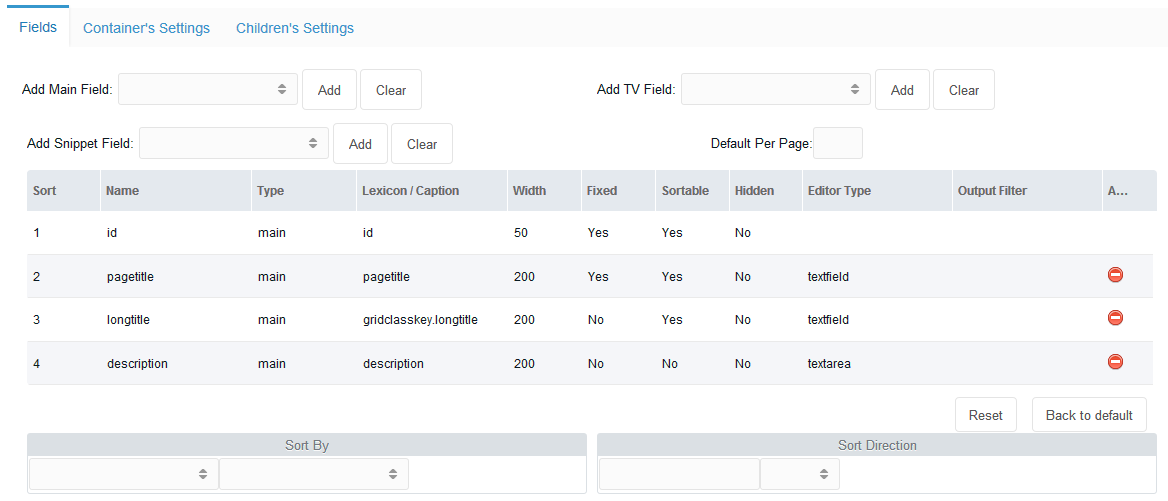 Fields Container's Settings Children's Settings
Add Main Field: Add Clear Add TV Field: Add Clear
Add Snippet Field: Add Clear Default Per Page:
Sort Name Type Lexicon / Caption Width Fixed Sortable Hidden Editor Type Output Filter A...
1 id main id 50 Yes Yes No
2 pagetitle main pagetitle 200 Yes Yes No textfield
3 longtitle main gridclasskey.longtitle 200 No Yes No textfield
4 description main description 200 No No No textarea
Reset Back to default
Sort By Sort Direction